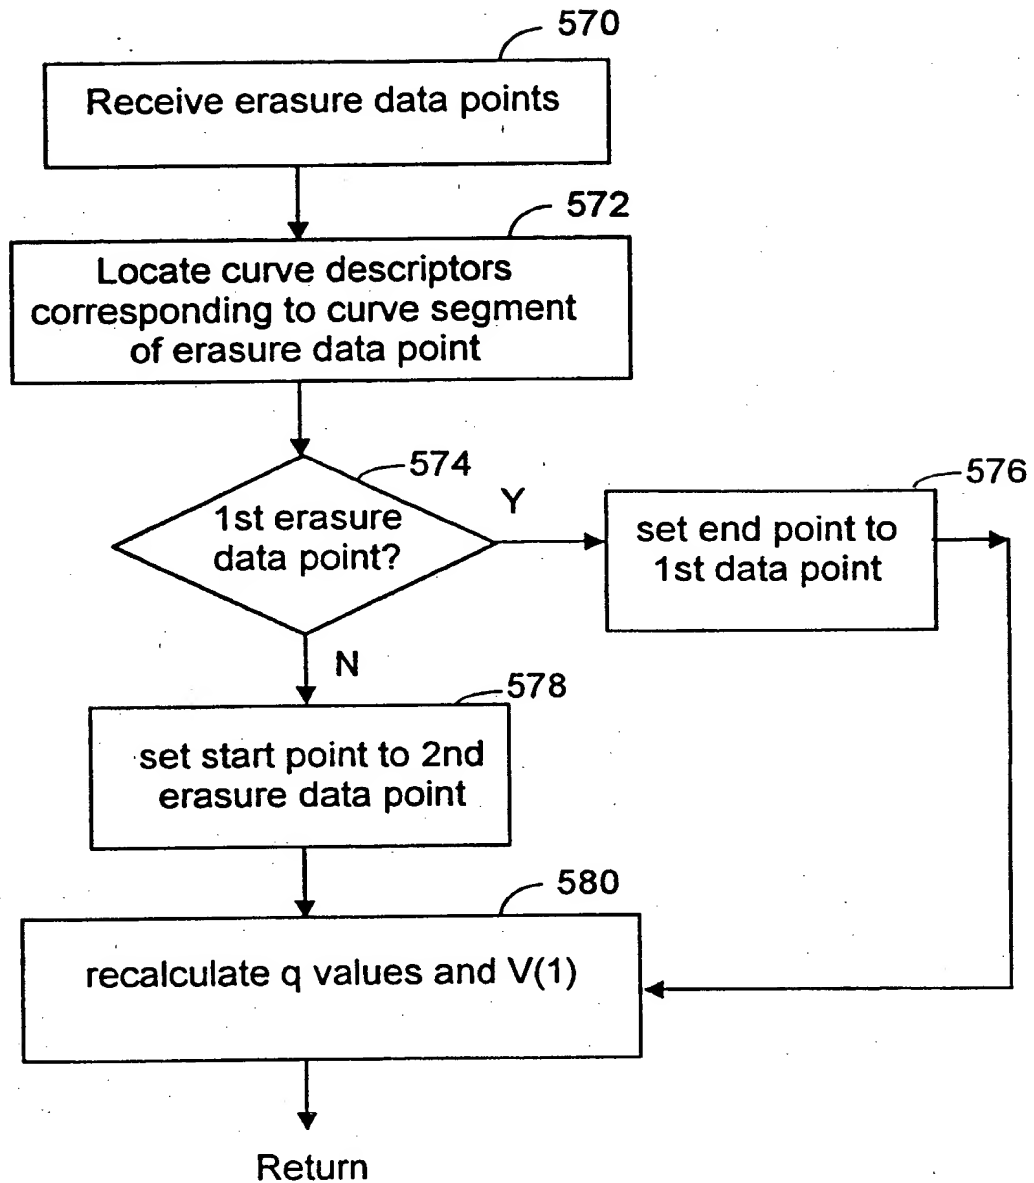 570
Receive erasure data points
572
Locate curve descriptors
corresponding to curve segment
of erasure data point
574
1st erasure
data point?
Y
576
set end point to
1st data point
N
578
set start point to 2nd
erasure data point
580
recalculate q values and V(1)
Return